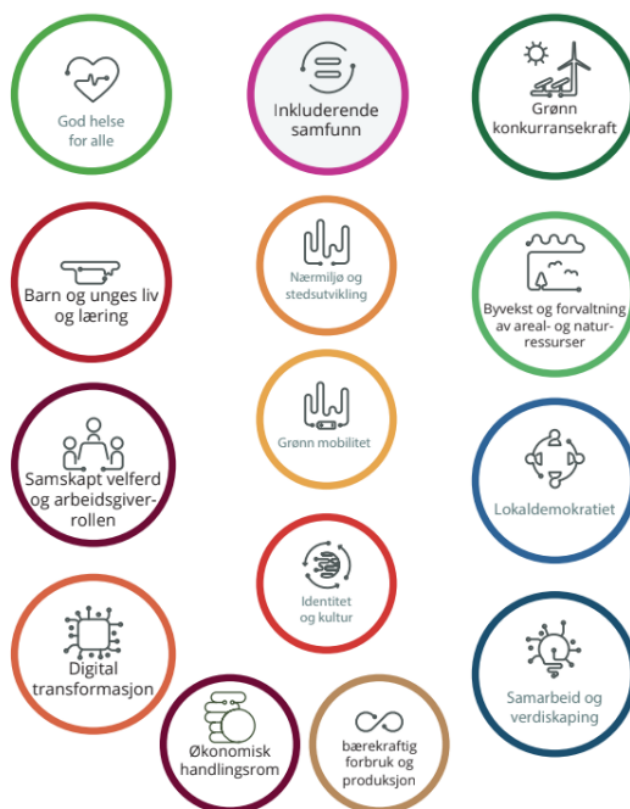 God helse
for alle
Inkluderende
samfunn
Grønn
konkurransekraft
Barn og unges liv
og læring
Nærmiljø og
stedsutvikling
Byvekst og forvaltning
av areal- og natur-
ressurser
Samskapt velferd
og arbeidsgiver-
rollen
Grønn mobilitet
Lokaldemokratiet
Identitet
og kultur
Digital
transformasjon
Samarbeid og
verdiskaping
Økonomisk
handlingsrom
bærekraftig
forbruk og
produksjon